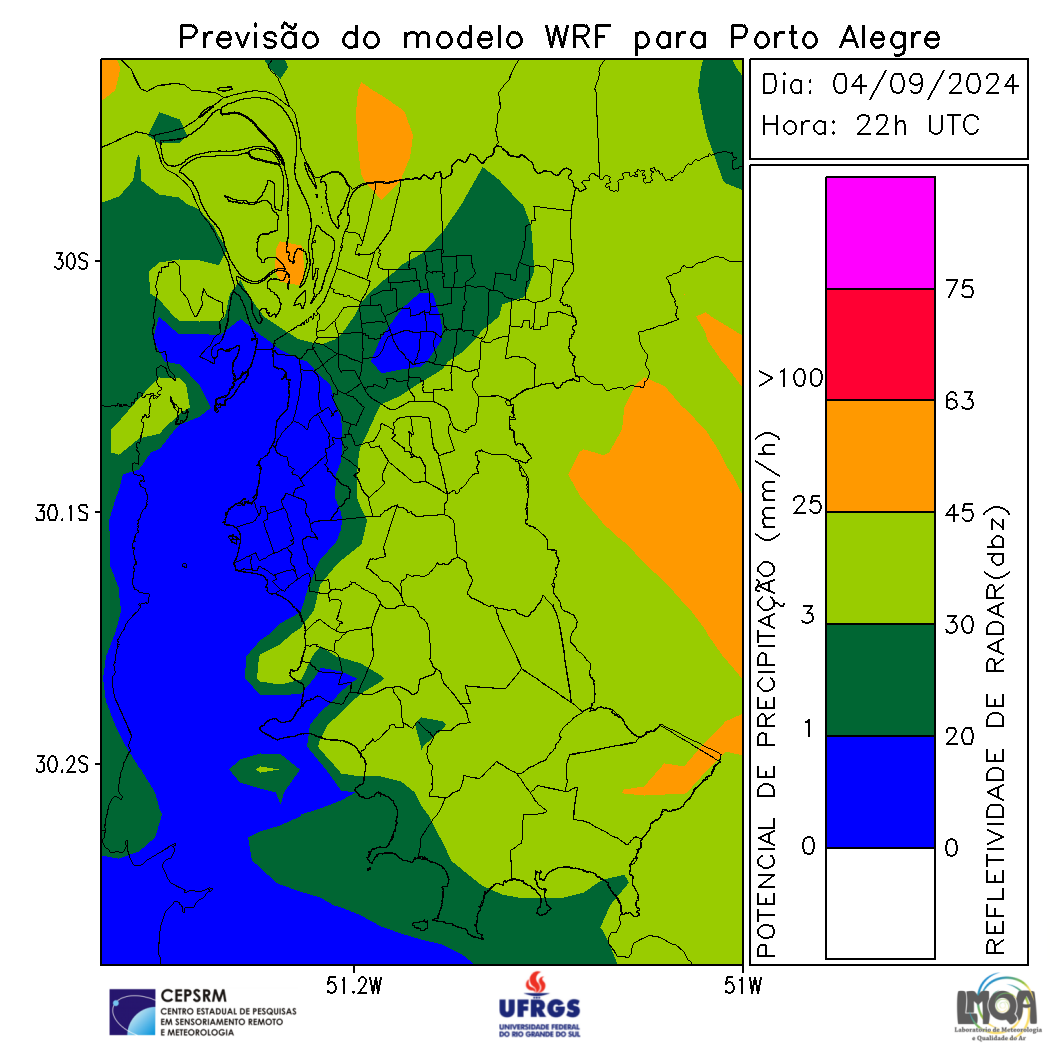 Previsão do modelo WRF para Porto Alegre
Dia: 04/09/2024
Hora: 22h UTC
30S
30.1S
30.2S
51.2W
51W
POTENCIAL DE PRECIPITAÇÃO (mm/h)
>100
25
3
1
0
75
63
45
30
20
0
REFLETIVIDADE DE RADAR(dbz)
CEPSRM
CENTRO ESTADUAL DE PESQUISAS
EM SENSORIAMENTO REMOTO
E METEOROLOGIA
UFRGS
UNIVERSIDADE FEDERAL
DO RIO GRANDE DO SUL
LMQA
Laboratório de Meteorologia
e Qualidade do Ar